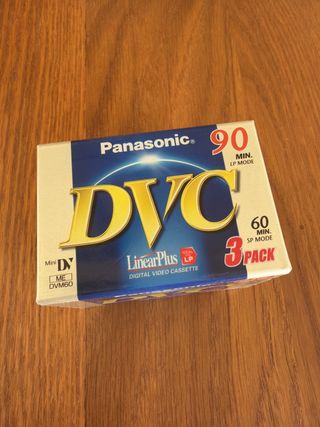 Panasonic®
90
MIN.
LP MODE
DVC
60
MIN.
SP MODE
Mini DV
LinearPlus
LP
DIGITAL VIDEO CASSETTE
3 PACK
ME
DVM60